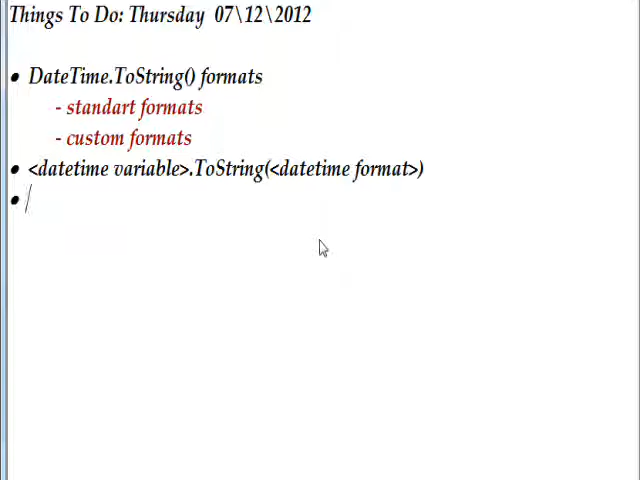 Things To Do: Thursday 07\12\2012
• DateTime.ToString() formats
- standart formats
- custom formats
• <datetime variable>.ToString(<datetime format>)
•